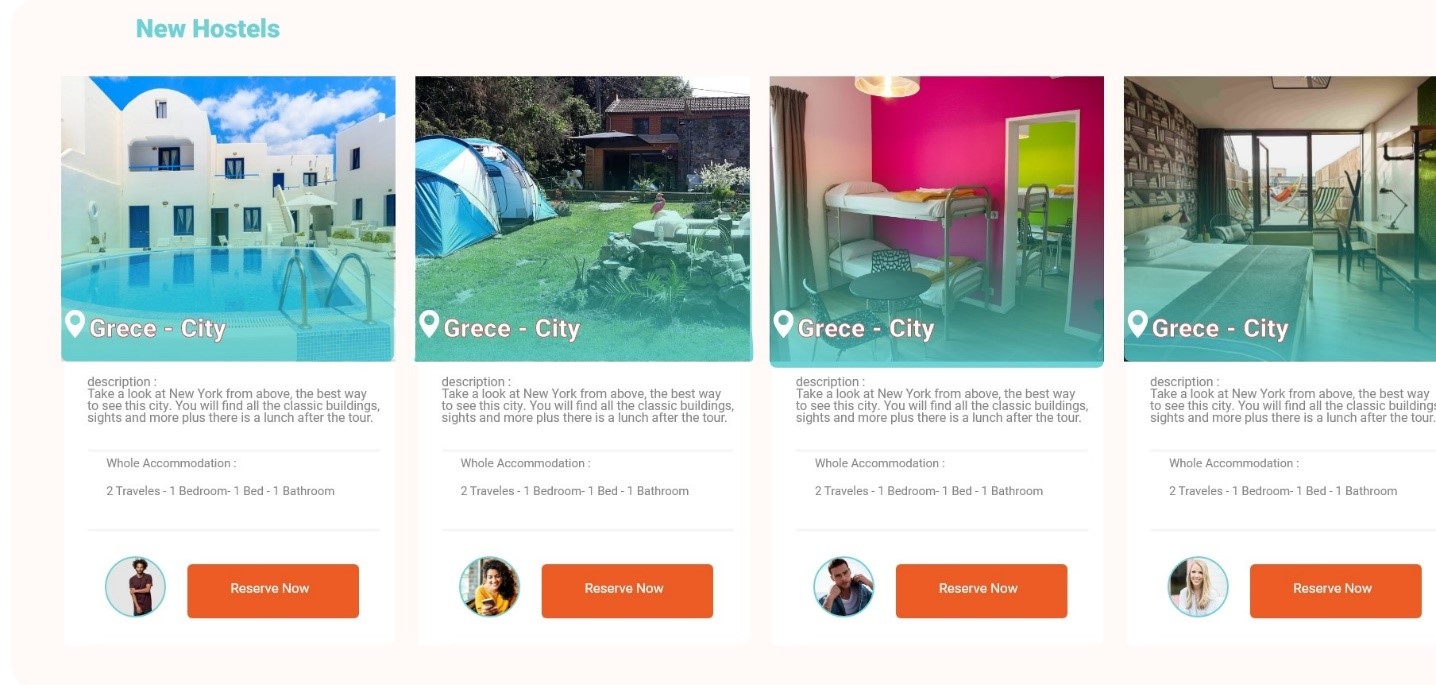 New Hostels
Grece - City
Grece - City
Grece - City
Grece - City
description :
Take a look at New York from above, the best way
to see this city. You will find all the classic buildings,
sights and more plus there is a lunch after the tour.
description :
Take a look at New York from above, the best way
to see this city. You will find all the classic buildings,
sights and more plus there is a lunch after the tour.
description :
Take a look at New York from above, the best way
to see this city. You will find all the classic buildings,
sights and more plus there is a lunch after the tour.
description :
Take a look at New York from above, the best way
to see this city. You will find all the classic buildings
sights and more plus there is a lunch after the tour.
Whole Accommodation :
2 Traveles - 1 Bedroom- 1 Bed - 1 Bathroom
Whole Accommodation :
2 Traveles - 1 Bedroom- 1 Bed - 1 Bathroom
Whole Accommodation :
2 Traveles - 1 Bedroom- 1 Bed - 1 Bathroom
Whole Accommodation :
2 Traveles - 1 Bedroom- 1 Bed - 1 Bathroom
Reserve Now
Reserve Now
Reserve Now
Reserve Now